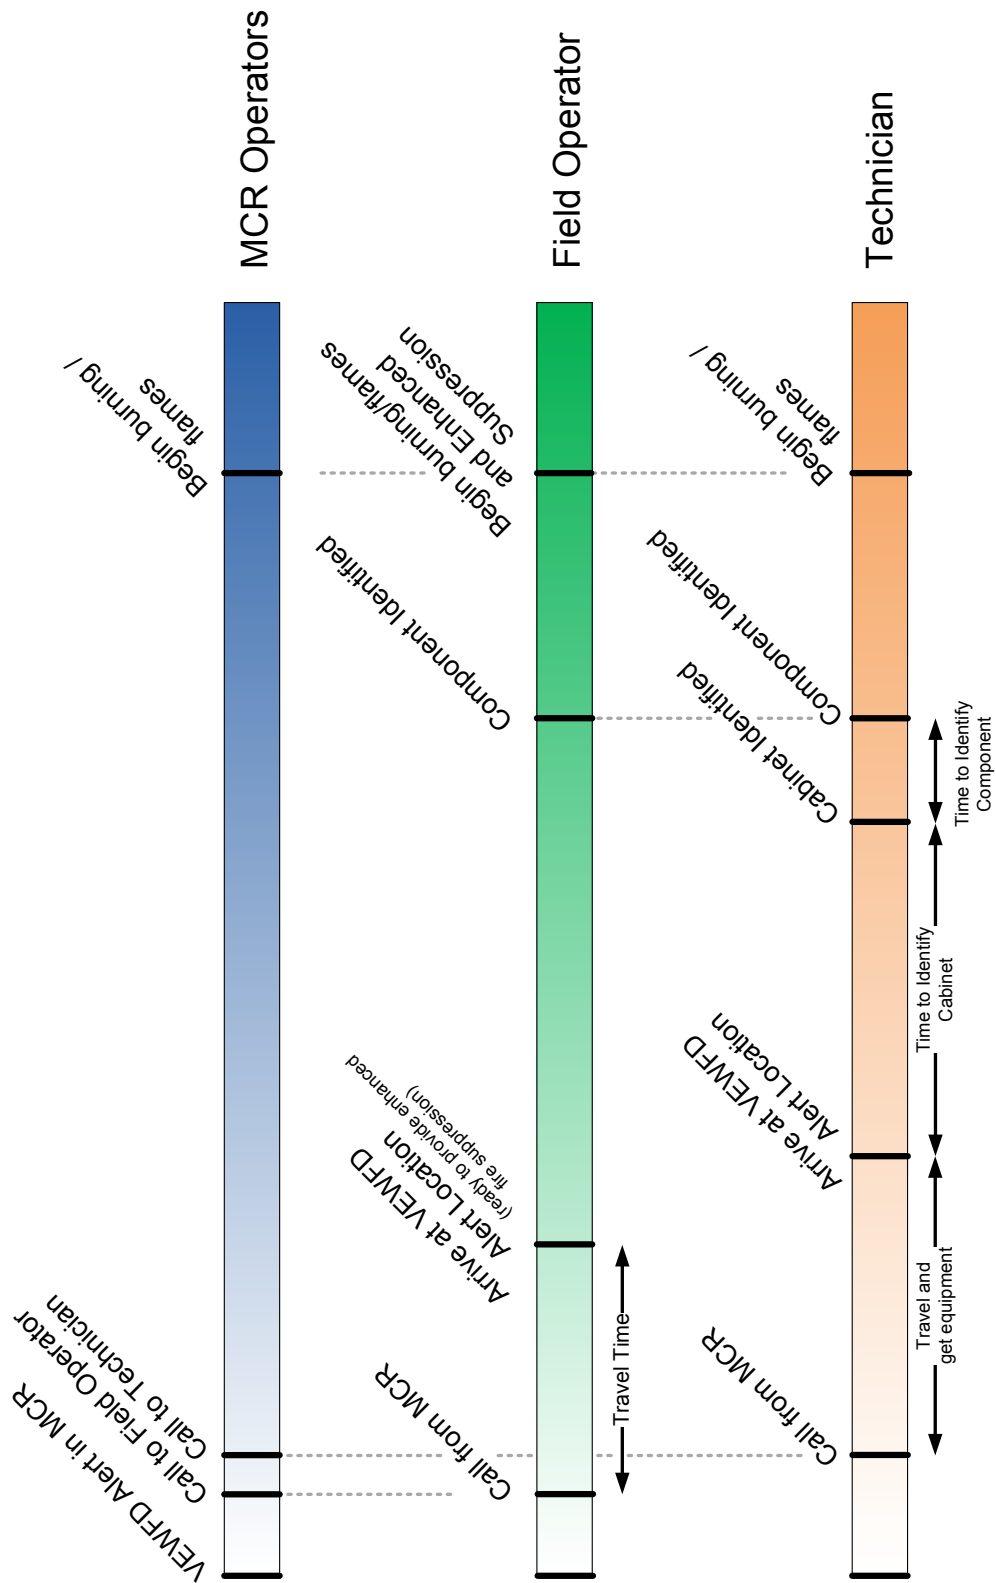 MCR Operators
VEWFD Alert in MCR
Call to Field Operator
Call to Technician
Begin burning /
flames
Field Operator
Call from MCR
Arrive at VEWFD
Alert Location
(ready to provide enhanced
fire suppression)
Component Identified
Begin burning/flames
and Enhanced
Suppression
Travel Time
Technician
Call from MCR
Arrive at VEWFD
Alert Location
Cabinet Identified
Component Identified
Begin burning /
flames
Travel and
get equipment
Time to Identify
Cabinet
Time to Identify
Component